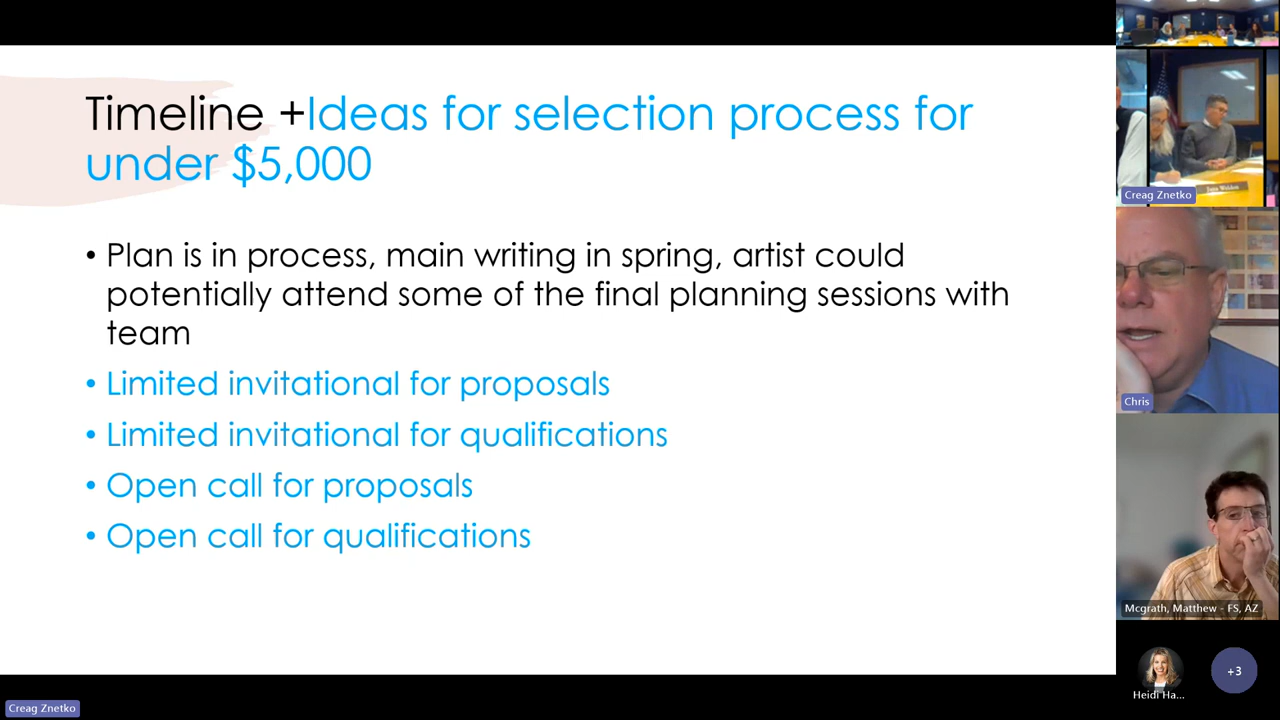 Timeline +Ideas for selection process for
under $5,000
• Plan is in process, main writing in spring, artist could
potentially attend some of the final planning sessions with
team
• Limited invitational for proposals
• Limited invitational for qualifications
• Open call for proposals
• Open call for qualifications
Creag Znetko
Chris
Mcgrath, Matthew - FS, AZ
Heidi Ha...
+3
Creag Znetko